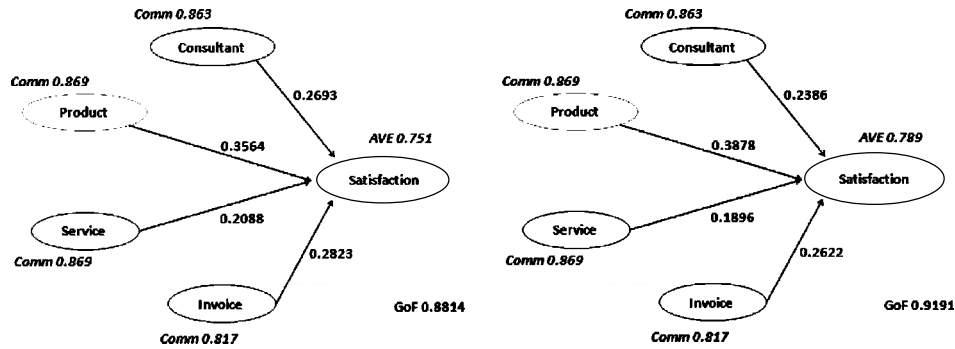 Comm 0.863
Consultant
Comm 0.869
0.2693
Product
AVE 0.751
0.3564
Satisfaction
Service
0.2088
Comm 0.869
0.2823
Invoice
GoF 0.8814
Comm 0.817
Comm 0.863
Consultant
Comm 0.869
0.2386
Product
AVE 0.789
0.3878
Satisfaction
Service
0.1896
Comm 0.869
0.2622
Invoice
GoF 0.9191
Comm 0.817